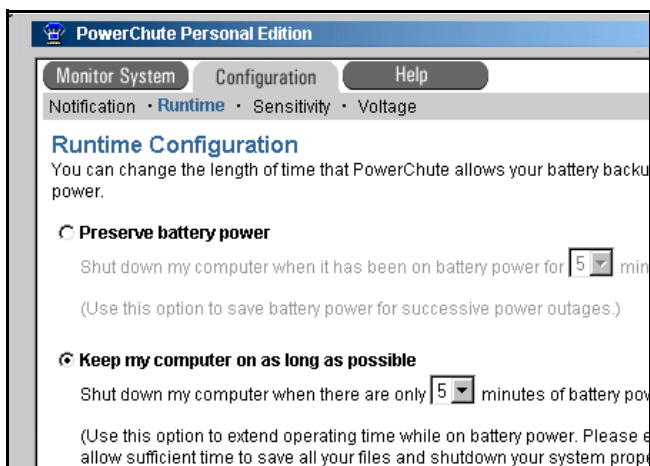 PowerChute Personal Edition
Monitor System Configuration Help
Notification · Runtime · Sensitivity · Voltage
Runtime Configuration
You can change the length of time that PowerChute allows your battery backu
power.
Preserve battery power
Shut down my computer when it has been on battery power for 5 min
(Use this option to save battery power for successive power outages.)
Keep my computer on as long as possible
Shut down my computer when there are only 5 minutes of battery pov
(Use this option to extend operating time while on battery power. Please e
allow sufficient time to save all your files and shutdown your system prope